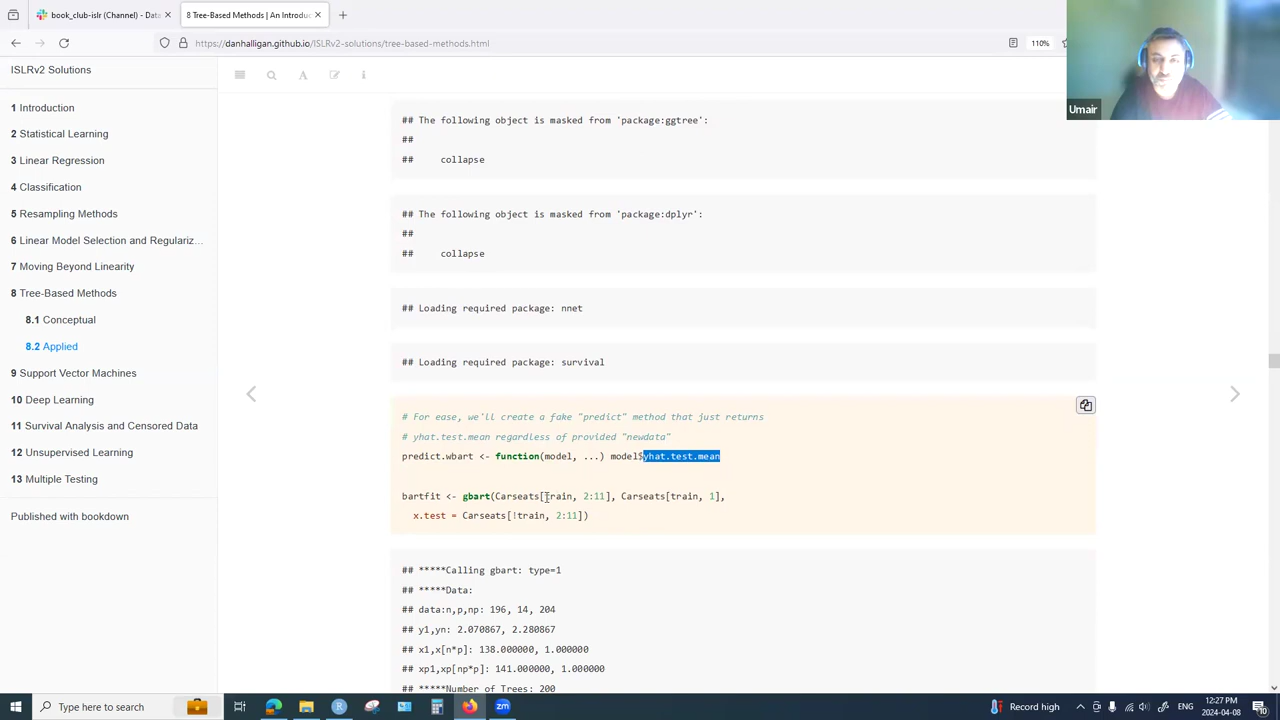 book_club-islr (Channel) - Dat
8 Tree-Based Methods | An Introduc
https://danhalligan.github.io/ISLRv2-solutions/tree-based-methods.html
110%
Umair
ISLRv2 Solutions
1 Introduction
2 Statistical Learning
3 Linear Regression
4 Classification
5 Resampling Methods
6 Linear Model Selection and Regulariz...
7 Moving Beyond Linearity
8 Tree-Based Methods
8.1 Conceptual
8.2 Applied
9 Support Vector Machines
10 Deep Learning
11 Survival Analysis and Censored Data
12 Unsupervised Learning
13 Multiple Testing
Published with bookdown
## The following object is masked from 'package:ggtree':
##
##     collapse
## The following object is masked from 'package:dplyr':
##
##     collapse
## Loading required package: nnet
## Loading required package: survival
# For ease, we'll create a fake "predict" method that just returns
# yhat.test.mean regardless of provided "newdata"
predict.wbart <- function(model, ...) model$yhat.test.mean
bartfit <- gbart(Carseats[train, 2:11], Carseats[train, 1],
  x.test = Carseats[!train, 2:11])
## *****Calling gbart: type=1
## *****Data:
## data:n,p,np: 196, 14, 204
## y1,yn: 2.070867, 2.280867
## x1,x[n*p]: 138.000000, 1.000000
## xp1,xp[np*p]: 141.000000, 1.000000
## *****Number of Trees: 200
Type here to search
Record high
12:27 PM
2024-04-08